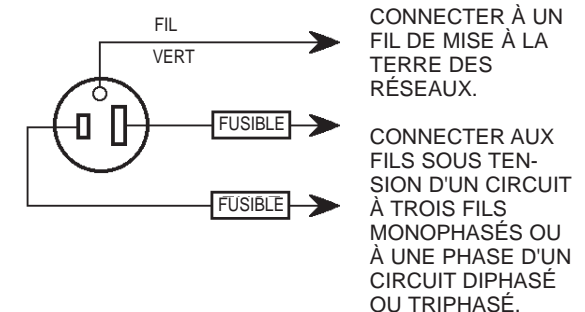 FIL
VERT
CONNECTER À UN
FIL DE MISE À LA
TERRE DES
RÉSEAUX.
FUSIBLE
FUSIBLE
CONNECTER AUX
FILS SOUS TEN-
SION D'UN CIRCUIT
À TROIS FILS
MONOPHASÉS OU
À UNE PHASE D'UN
CIRCUIT DIPHASÉ
OU TRIPHASÉ.